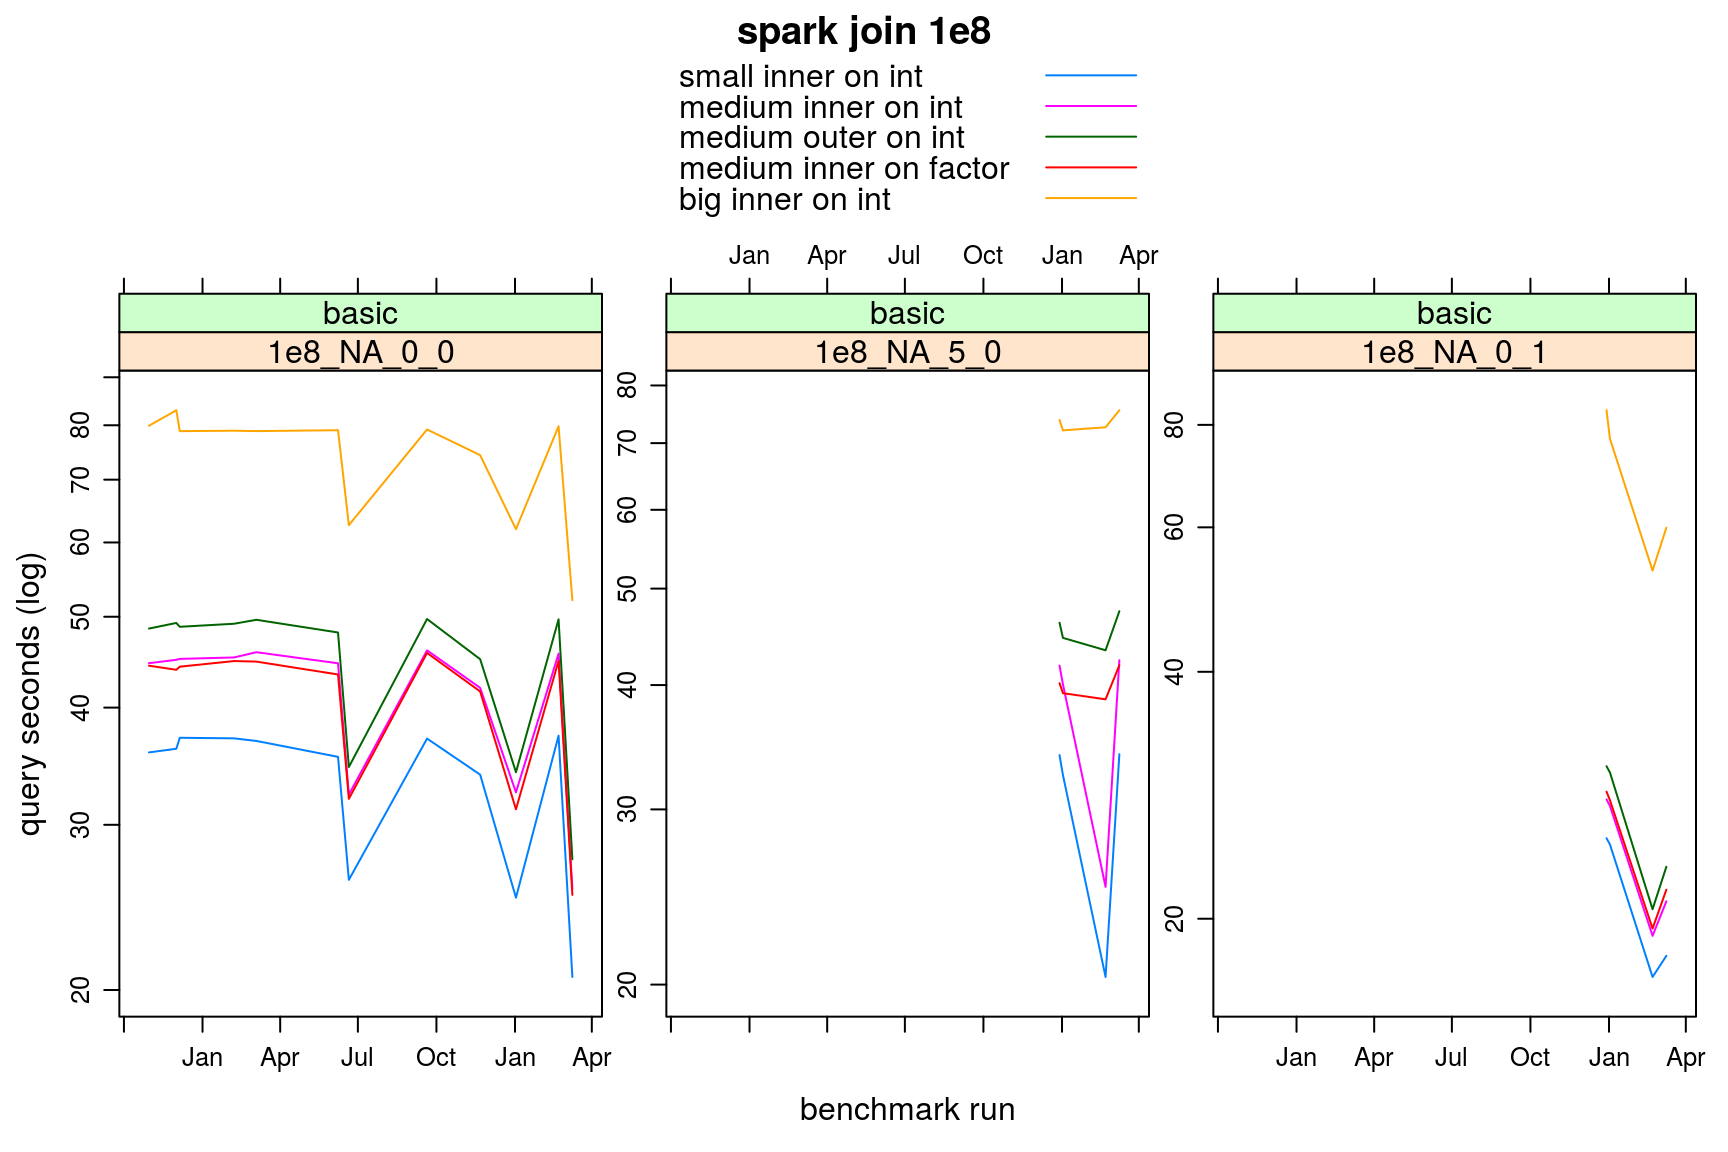 spark join 1e8
small inner on int
medium inner on int
medium outer on int
medium inner on factor
big inner on int
Jan Apr Jul Oct Jan Apr
basic basic basic
1e8_NA_0_0 1e8_NA_5_0 1e8_NA_0_1
query seconds (log)
80
70
60
50
40
30
20
80
70
60
50
40
30
20
80
60
40
20
Jan Apr Jul Oct Jan Apr
Jan Apr Jul Oct Jan Apr
benchmark run